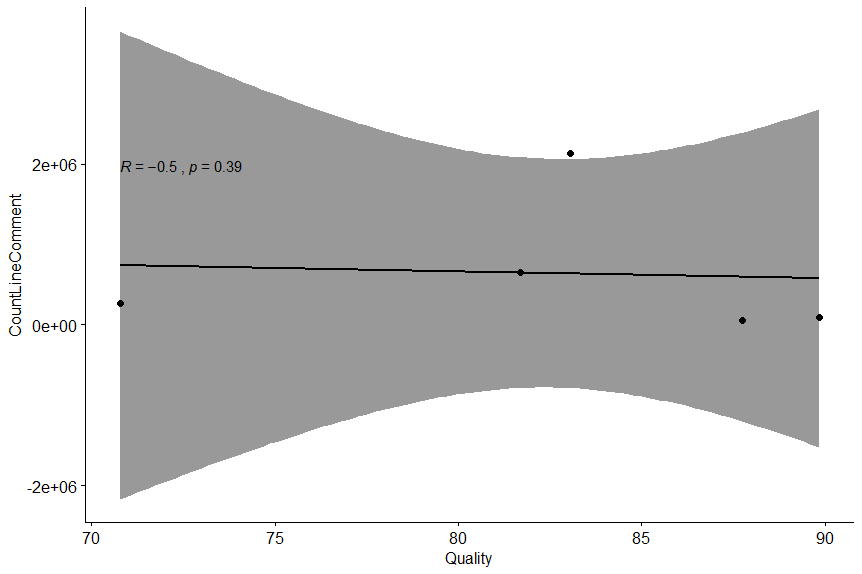 2e+06
R = −0.5 , p = 0.39
CountLineComment
0e+00
-2e+06
70 75 80 85 90
Quality